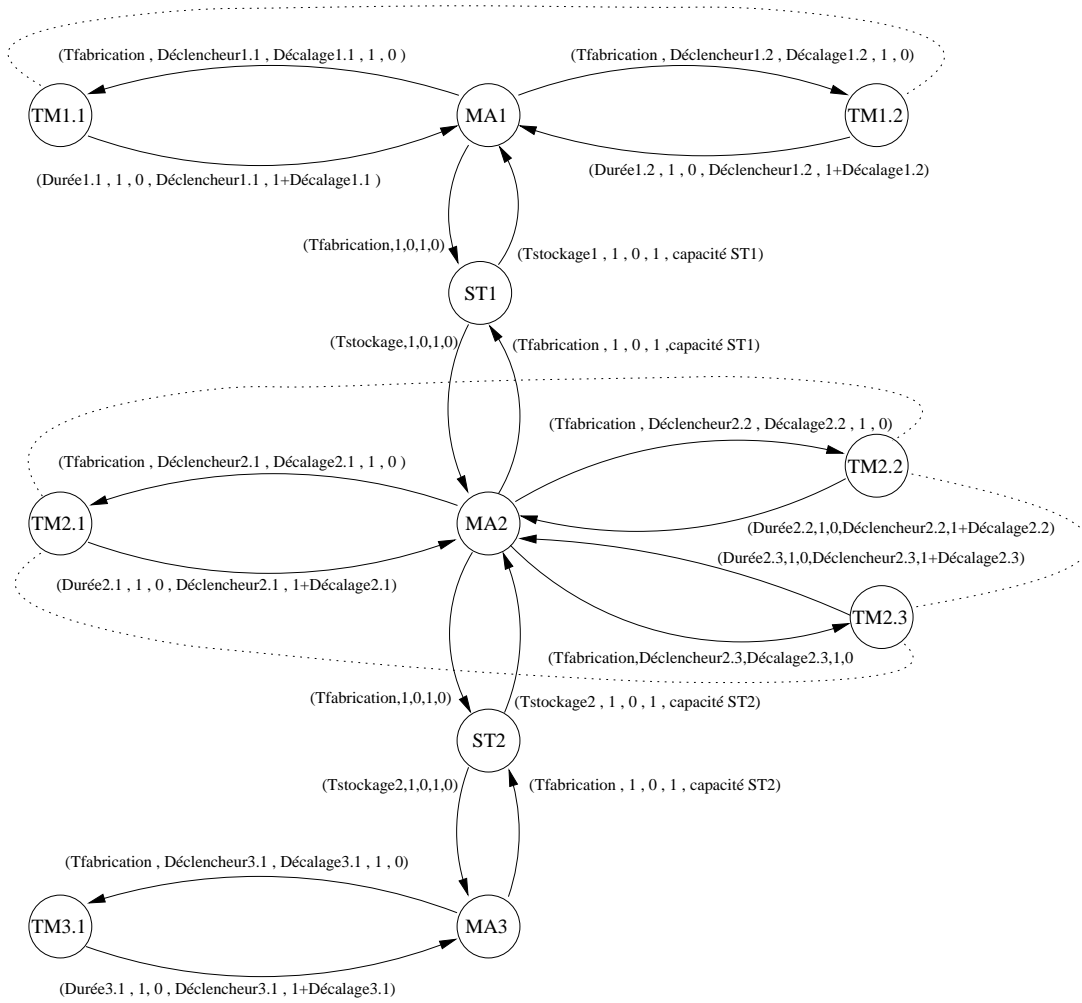 (Tfabrication , Déclencheur1.1 , Décalage1.1 , 1 , 0 )
(Tfabrication , Déclencheur1.2 , Décalage1.2 , 1 , 0)
TM1.1
MA1
TM1.2
(Durée1.1 , 1 , 0 , Déclencheur1.1 , 1+Décalage1.1 )
(Durée1.2 , 1 , 0 , Déclencheur1.2 , 1+Décalage1.2)
(Tfabrication,1,0,1,0)
(Tstockage1 , 1 , 0 , 1 , capacité ST1)
ST1
(Tstockage,1,0,1,0)
(Tfabrication , 1 , 0 , 1 ,capacité ST1)
(Tfabrication , Déclencheur2.2 , Décalage2.2 , 1 , 0)
(Tfabrication , Déclencheur2.1 , Décalage2.1 , 1 , 0 )
TM2.2
TM2.1
MA2
(Durée2.2,1,0,Déclencheur2.2,1+Décalage2.2)
(Durée2.3,1,0,Déclencheur2.3,1+Décalage2.3)
(Durée2.1 , 1 , 0 , Déclencheur2.1 , 1+Décalage2.1)
TM2.3
(Tfabrication,Déclencheur2.3,Décalage2.3,1,0
(Tfabrication,1,0,1,0)
(Tstockage2 , 1 , 0 , 1 , capacité ST2)
ST2
(Tstockage2,1,0,1,0)
(Tfabrication , 1 , 0 , 1 , capacité ST2)
(Tfabrication , Déclencheur3.1 , Décalage3.1 , 1 , 0)
TM3.1
MA3
(Durée3.1 , 1, 0 , Déclencheur3.1 , 1+Décalage3.1)